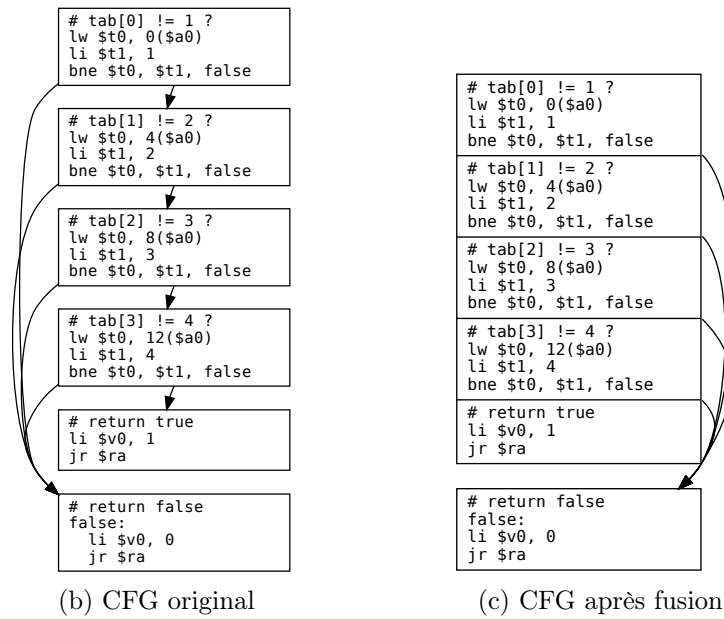 # tab[0] != 1 ?
lw $t0, 0($a0)
li $t1, 1
bne $t0, $t1, false
# tab[1] != 2 ?
lw $t0, 4($a0)
li $t1, 2
bne $t0, $t1, false
# tab[2] != 3 ?
lw $t0, 8($a0)
li $t1, 3
bne $t0, $t1, false
# tab[3] != 4 ?
lw $t0, 12($a0)
li $t1, 4
bne $t0, $t1, false
# return true
li $v0, 1
jr $ra
# return false
false:
  li $v0, 0
  jr $ra
(b) CFG original
# tab[0] != 1 ?
lw $t0, 0($a0)
li $t1, 1
bne $t0, $t1, false
# tab[1] != 2 ?
lw $t0, 4($a0)
li $t1, 2
bne $t0, $t1, false
# tab[2] != 3 ?
lw $t0, 8($a0)
li $t1, 3
bne $t0, $t1, false
# tab[3] != 4 ?
lw $t0, 12($a0)
li $t1, 4
bne $t0, $t1, false
# return true
li $v0, 1
jr $ra
# return false
false:
li $v0, 0
jr $ra
(c) CFG après fusion